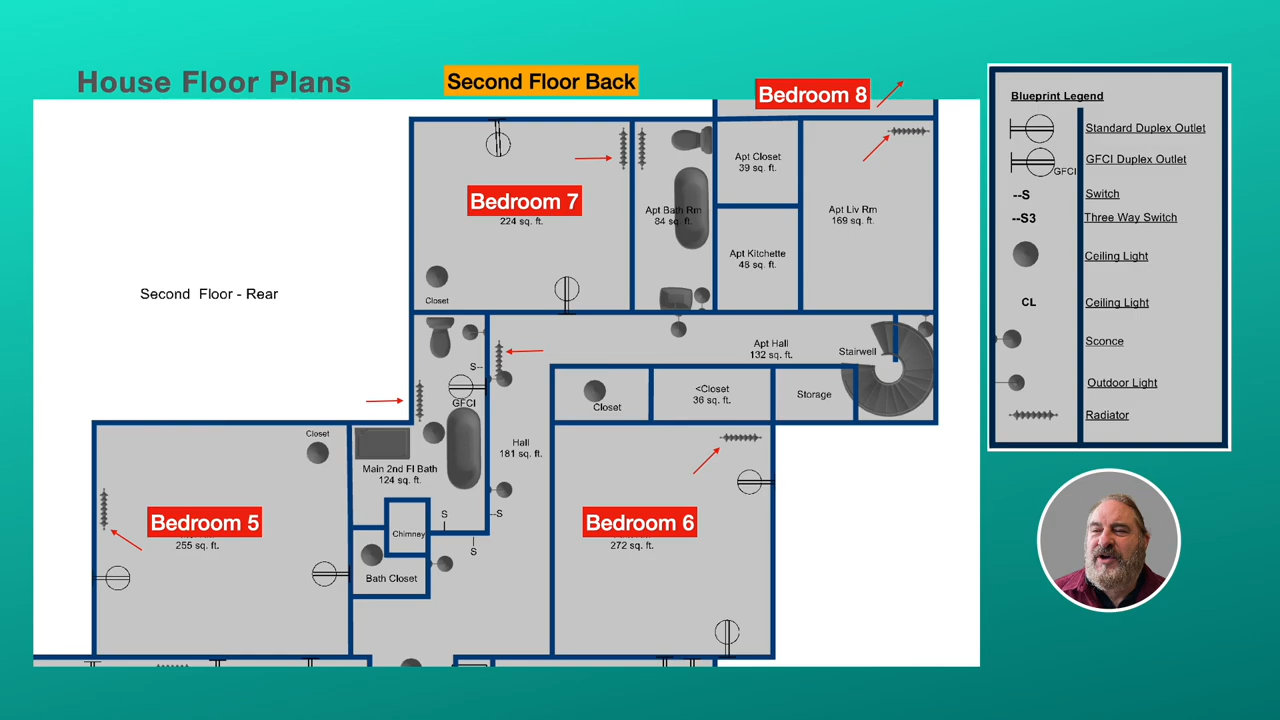 House Floor Plans
Second Floor Back
Bedroom 8
Blueprint Legend
Standard Duplex Outlet
GFCI Duplex Outlet
GFCI
--S
Switch
--S3
Three Way Switch
Ceiling Light
CL
Ceiling Light
Sconce
Outdoor Light
Radiator
Bedroom 7
224 sq. ft.
Closet
Apt Bath Rm
84 sq. ft.
Apt Closet
39 sq. ft.
Apt Kitchette
48 sq. ft.
Apt Liv Rm
169 sq. ft.
Second Floor - Rear
Apt Hall
132 sq. ft.
Stairwell
S--
GFCI
Closet
<Closet
36 sq. ft.
Storage
Closet
Main 2nd Fl Bath
124 sq. ft.
Hall
181 sq. ft.
Bedroom 5
255 sq. ft.
Chimney
S
--S
S
Bath Closet
Bedroom 6
272 sq. ft.